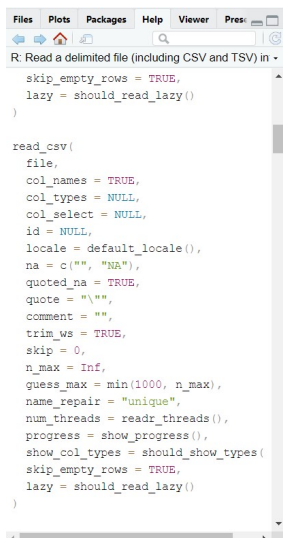 Files Plots Packages Help Viewer Prese
R: Read a delimited file (including CSV and TSV) in
skip_empty_rows = TRUE,
lazy = should_read_lazy()
)
read_csv(
file,
col_names = TRUE,
col_types = NULL,
col_select = NULL,
id = NULL,
locale = default_locale(),
na = c("", "NA"),
quoted_na = TRUE,
quote = "\"",
comment = "",
trim_ws = TRUE,
skip = 0,
n_max = Inf,
guess_max = min(1000, n_max),
name_repair = "unique",
num_threads = readr_threads(),
progress = show_progress(),
show_col_types = should_show_types(
skip_empty_rows = TRUE,
lazy = should_read_lazy()
)